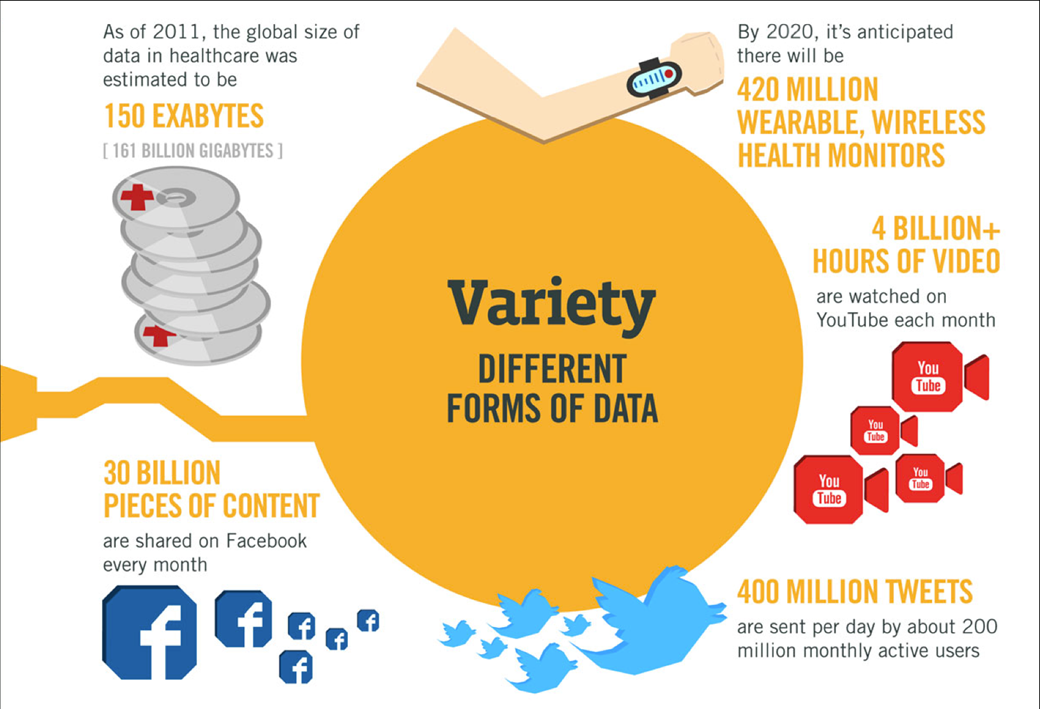 As of 2011, the global size of
data in healthcare was
estimated to be
150 EXABYTES
[ 161 BILLION GIGABYTES ]
By 2020, it's anticipated
there will be
420 MILLION
WEARABLE, WIRELESS
HEALTH MONITORS
4 BILLION+
HOURS OF VIDEO
are watched on
YouTube each month
You
Tube
You
Tube
You
Tube
You
Tube
Variety
DIFFERENT
FORMS OF DATA
30 BILLION
PIECES OF CONTENT
are shared on Facebook
every month
f
f
f
f
f
f
400 MILLION TWEETS
are sent per day by about 200
million monthly active users